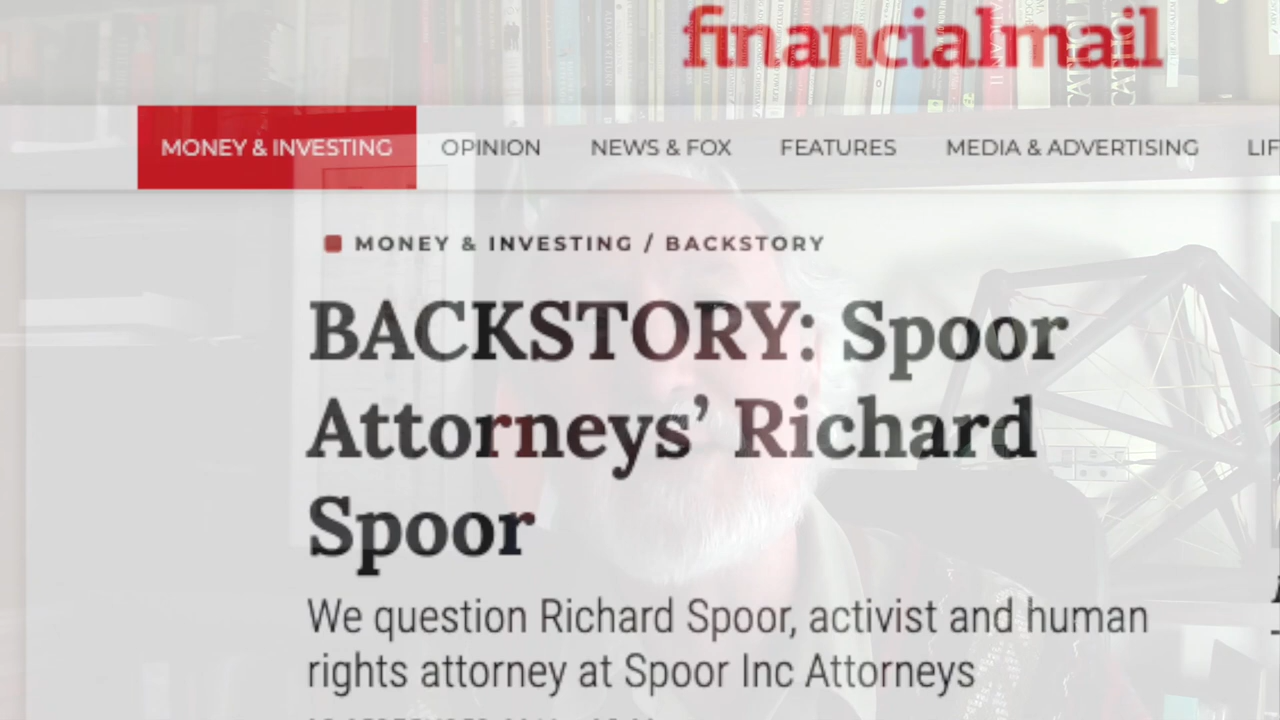 financialmail
MONEY & INVESTING OPINION NEWS & FOX FEATURES MEDIA & ADVERTISING LIF
MONEY & INVESTING / BACKSTORY
BACKSTORY: Spoor
Attorneys’ Richard
Spoor
We question Richard Spoor, activist and human
rights attorney at Spoor Inc Attorneys